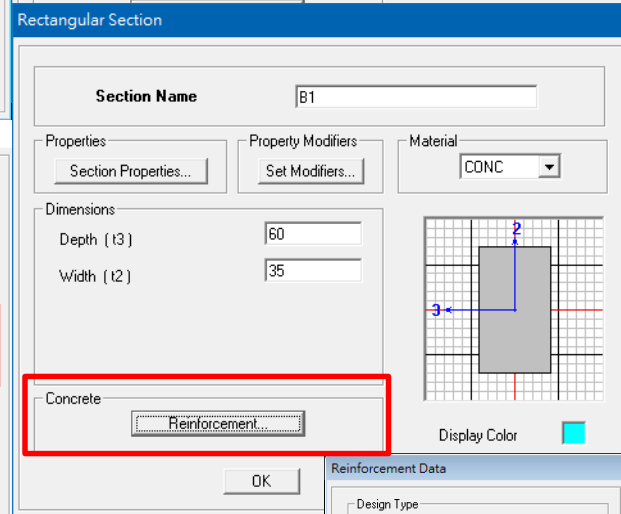 Rectangular Section
Section Name
B1
Properties
Section Properties...
Property Modifiers
Set Modifiers...
Material
CONC
Dimensions
Depth ( t3 )
60
Width ( t2 )
35
2
3
Concrete
Reinforcement...
Display Color
OK
Reinforcement Data
Design Type